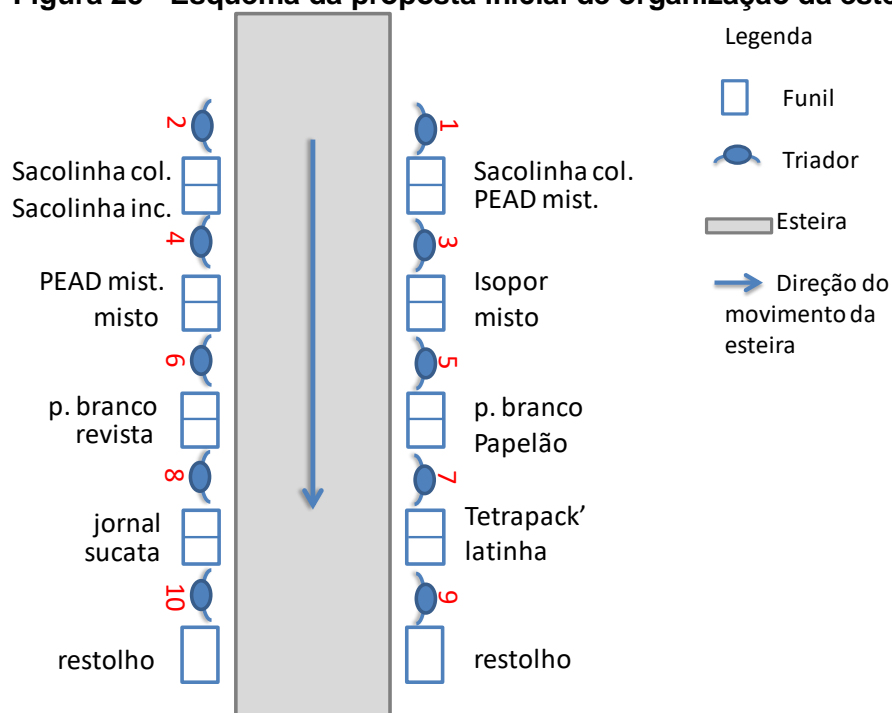 Figura 26 - Esquema da proposta inicial de organização da este
Legenda
Funil
Triador
Esteira
Direção do
movimento da
esteira
2
1
Sacolinha col.
Sacolinha inc.
Sacolinha col.
PEAD mist.
4
3
PEAD mist.
misto
Isopor
misto
6
5
p. branco
revista
p. branco
Papelão
8
7
jornal
sucata
Tetrapack’
latinha
10
9
restolho
restolho